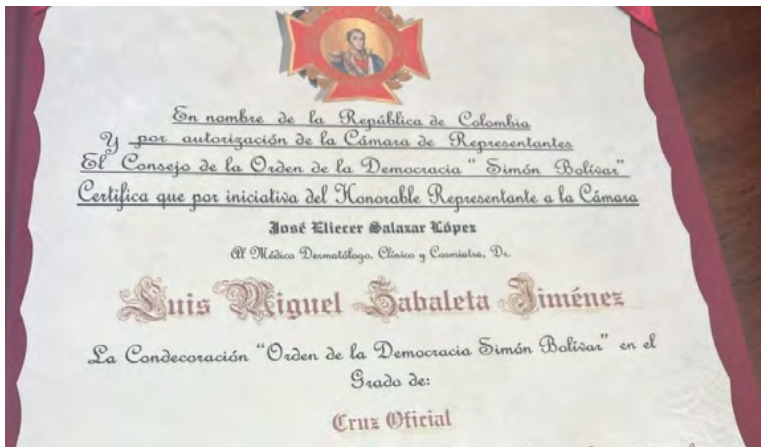 En nombre de la República de Colombia
Y por autorización de la Cámara de Representantes
El Consejo de la Orden de la Democracia " Simón Bolívar"
Certifica que por iniciativa del Honorable Representante a la Cámara
José Eliecer Salazar López
Al Médico Dermatólogo, Clínico y Cosmiatra, Dr.
Luis Miguel Zabaleta Jiménez
La Condecoración "Orden de la Democracia Simón Bolívar" en el
Grado de:
Cruz Oficial